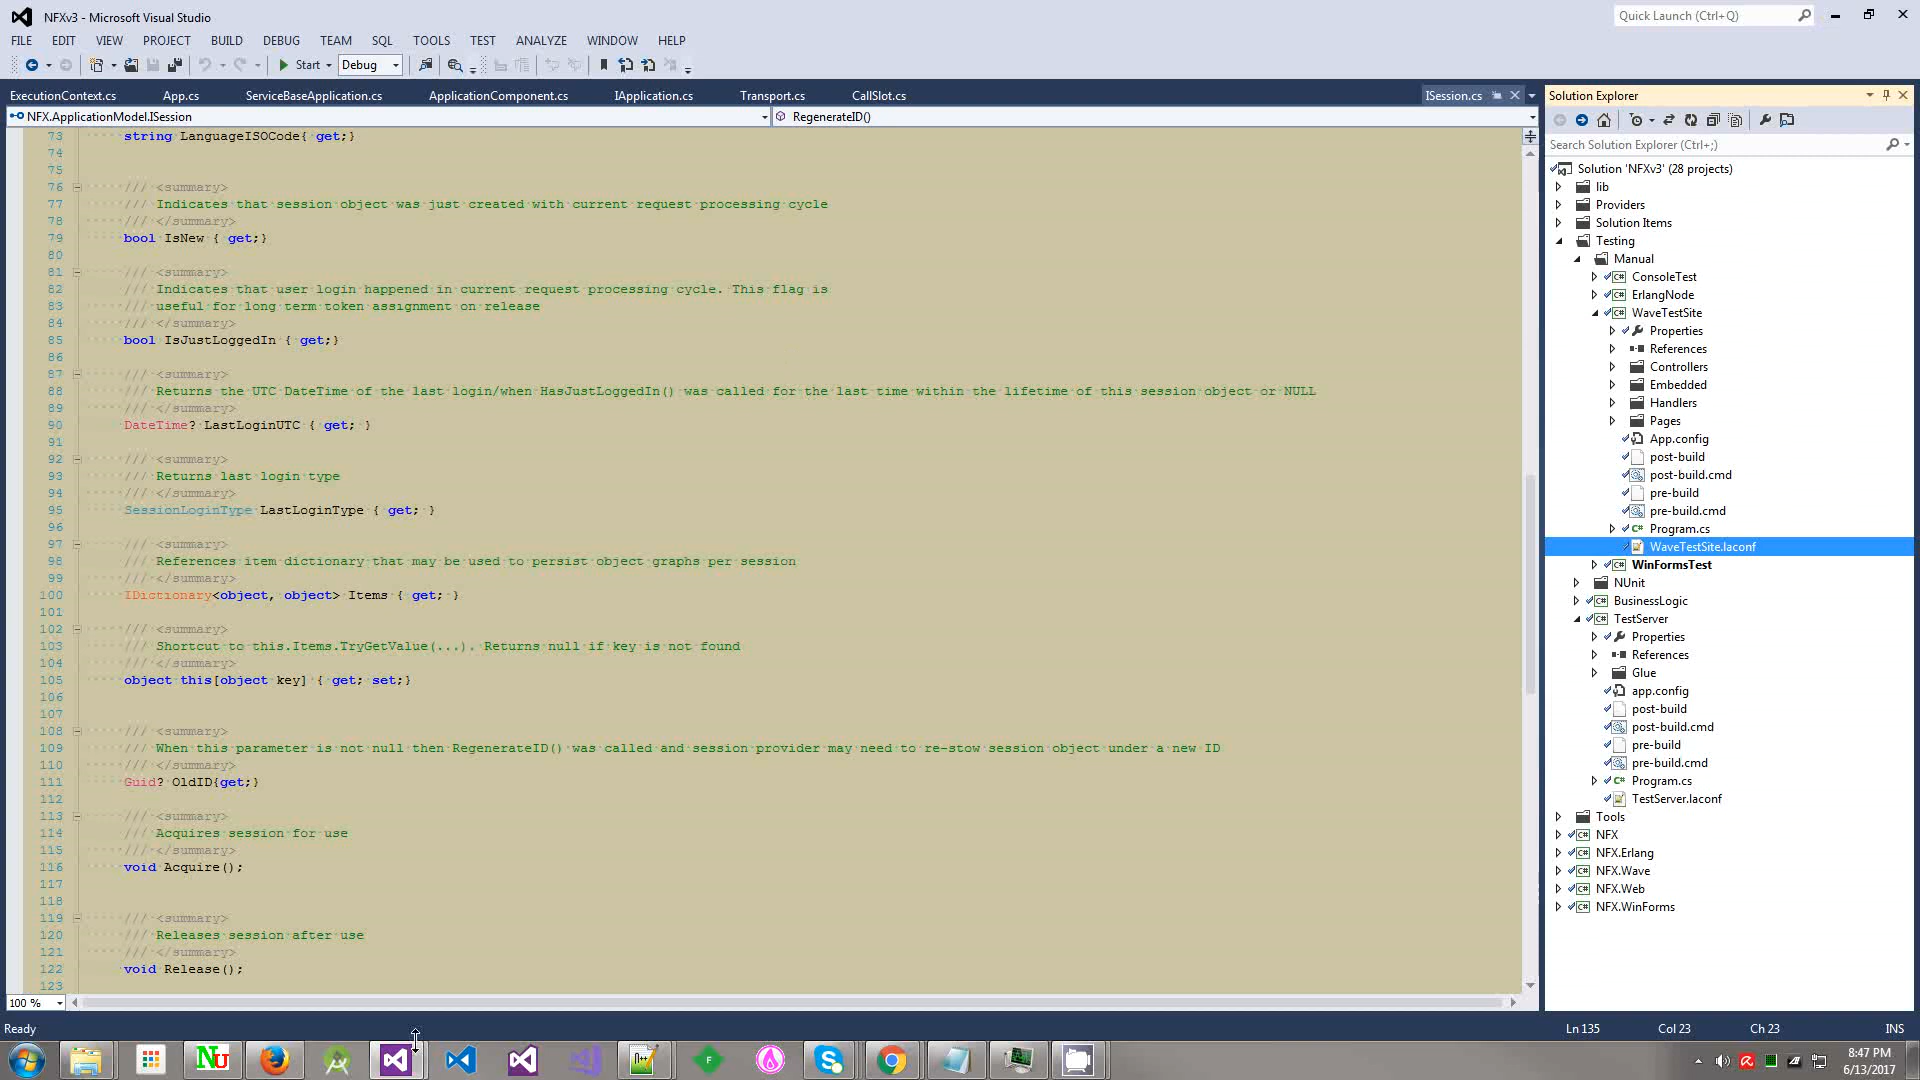 NFXv3 - Microsoft Visual Studio
Quick Launch (Ctrl+Q)
FILE EDIT VIEW PROJECT BUILD DEBUG TEAM SQL TOOLS TEST ANALYZE WINDOW HELP
Start Debug
ExecutionContext.cs App.cs ServiceBaseApplication.cs ApplicationComponent.cs IApplication.cs Transport.cs CallSlot.cs ISession.cs
NFX.ApplicationModel.ISession RegenerateID()
73 string LanguageISOCode{ get;}
74
75
76 /// <summary>
77 /// Indicates that session object was just created with current request processing cycle
78 /// </summary>
79 bool IsNew { get;}
80
81 /// <summary>
82 /// Indicates that user login happened in current request processing cycle. This flag is
83 /// useful for long term token assignment on release
84 /// </summary>
85 bool IsJustLoggedIn { get;}
86
87 /// <summary>
88 /// Returns the UTC DateTime of the last login/when HasJustLoggedIn() was called for the last time within the lifetime of this session object or NULL
89 /// </summary>
90 DateTime? LastLoginUTC { get; }
91
92 /// <summary>
93 /// Returns last login type
94 /// </summary>
95 SessionLoginType LastLoginType { get; }
96
97 /// <summary>
98 /// References item dictionary that may be used to persist object graphs per session
99 /// </summary>
100 IDictionary<object, object> Items { get; }
101
102 /// <summary>
103 /// Shortcut to this.Items.TryGetValue(...). Returns null if key is not found
104 /// </summary>
105 object this[object key] { get; set;}
106
107
108 /// <summary>
109 /// When this parameter is not null then RegenerateID() was called and session provider may need to re-stow session object under a new ID
110 /// </summary>
111 Guid? OldID{get;}
112
113 /// <summary>
114 /// Acquires session for use
115 /// </summary>
116 void Acquire();
117
118
119 /// <summary>
120 /// Releases session after use
121 /// </summary>
122 void Release();
123
100 %
Solution Explorer
Search Solution Explorer (Ctrl+;)
Solution 'NFXv3' (28 projects)
lib
Providers
Solution Items
Testing
Manual
ConsoleTest
ErlangNode
WaveTestSite
Properties
References
Controllers
Embedded
Handlers
Pages
App.config
post-build
post-build.cmd
pre-build
pre-build.cmd
Program.cs
WaveTestSite.laconf
WinFormsTest
NUnit
BusinessLogic
TestServer
Properties
References
Glue
app.config
post-build
post-build.cmd
pre-build
pre-build.cmd
Program.cs
TestServer.laconf
Tools
NFX
NFX.Erlang
NFX.Wave
NFX.Web
NFX.WinForms
Ready Ln 135 Col 23 Ch 23 INS
8:47 PM
6/13/2017